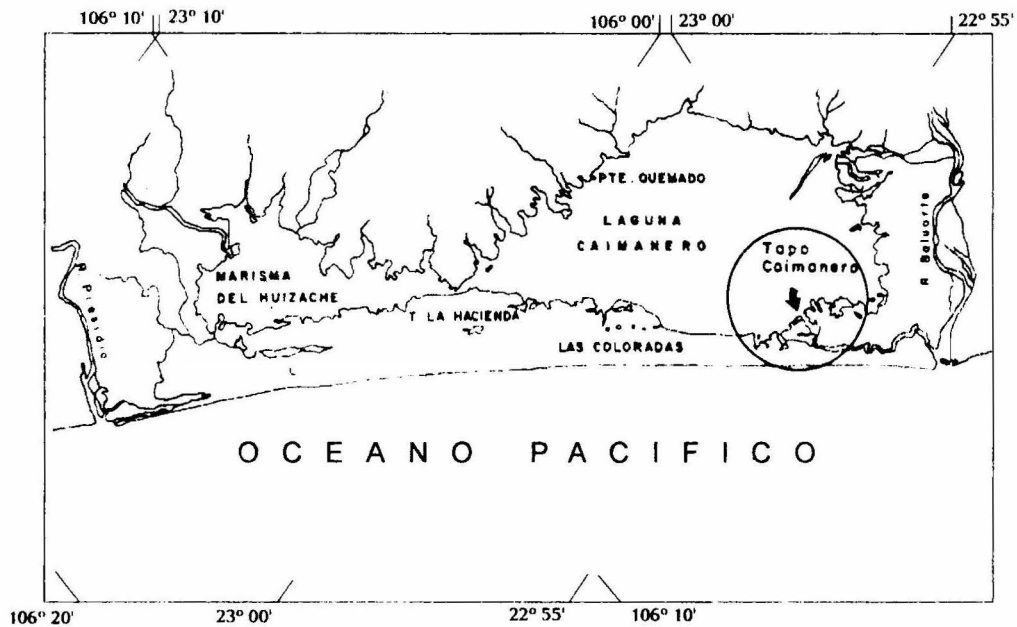 106° 10' 23° 10' 106° 00' 23° 00' 22° 55'
PTE. QUEMADO
LAGUNA
CAIMANERO
Tapo
Caimanero
R Baluarte
MARISMA
DEL HUIZACHE
R Presidio
T LA HACIENDA
LAS COLORADAS
OCEANO PACIFICO
106° 20' 23° 00' 22° 55' 106° 10'